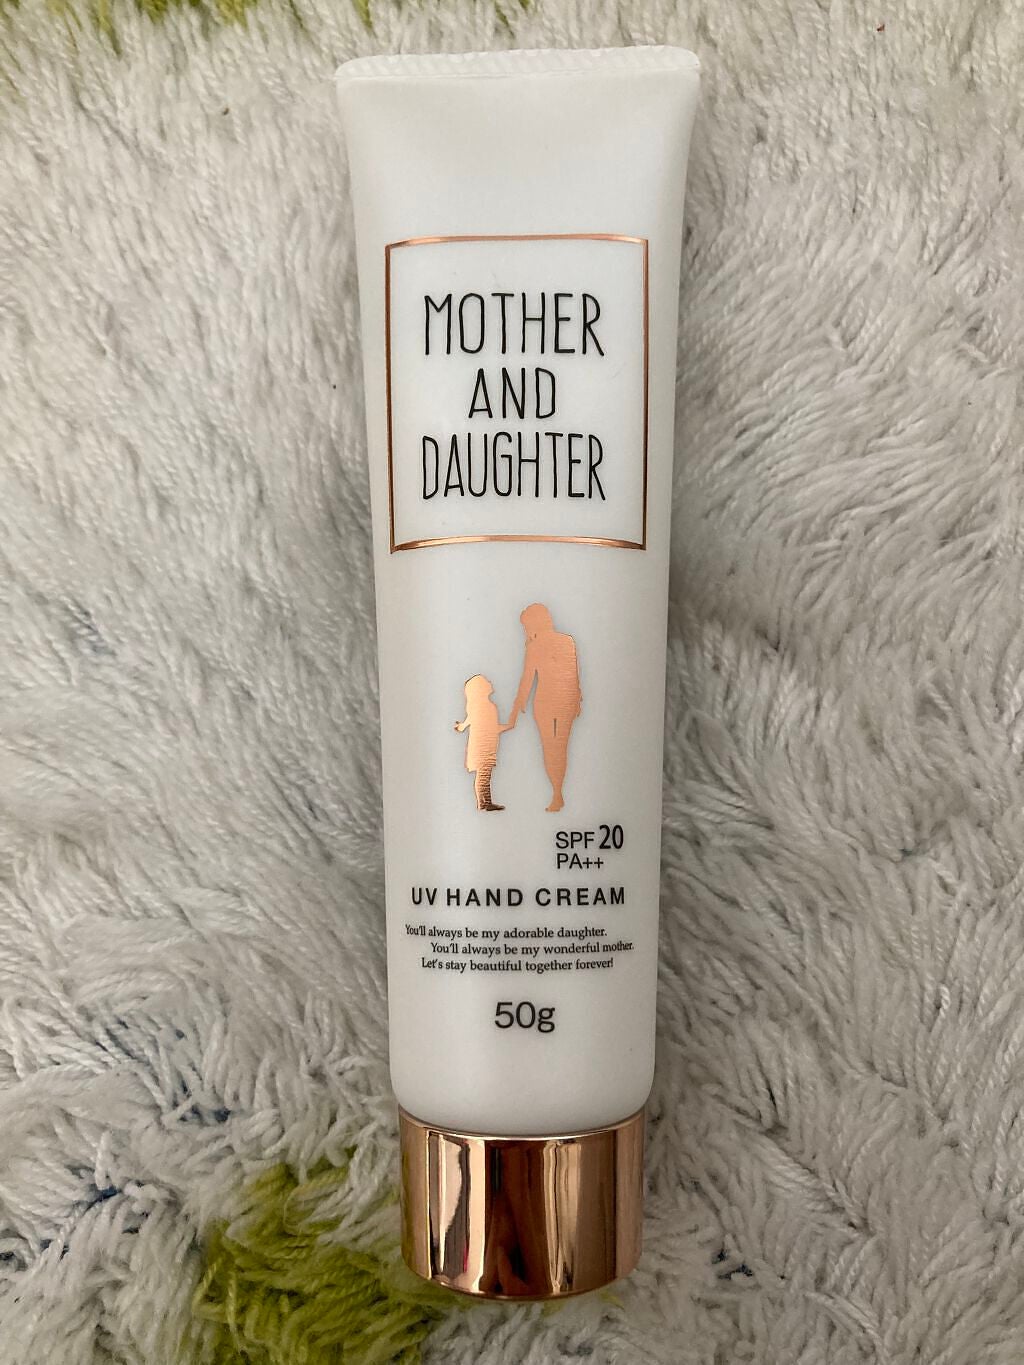 MOTHER
AND
DAUGHTER
SPF 20
PA++
UV HAND CREAM
You'll always be my adorable daughter.
You'll always be my wonderful mother.
Let's stay beautiful together forever!
50g